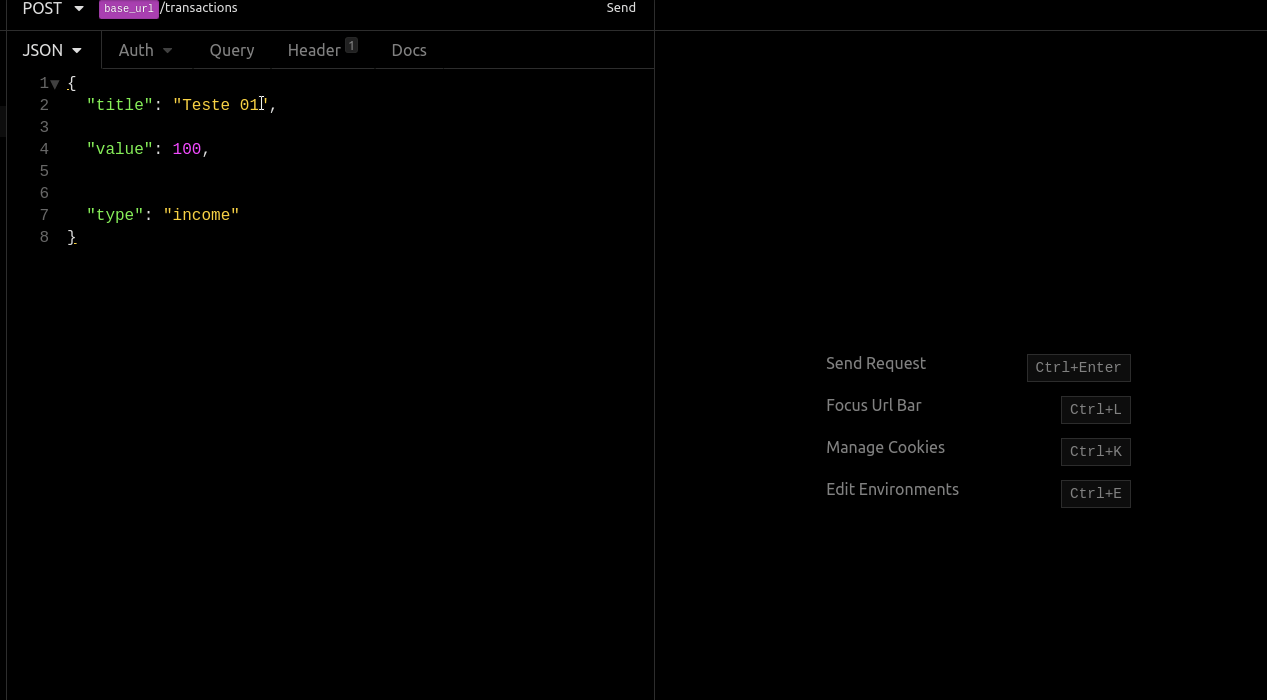 POST base_url/transactions Send
JSON Auth Query Header 1 Docs
1 {
2 "title": "Teste 01",
3
4 "value": 100,
5
6
7 "type": "income"
8 }
Send Request Ctrl+Enter
Focus Url Bar Ctrl+L
Manage Cookies Ctrl+K
Edit Environments Ctrl+E